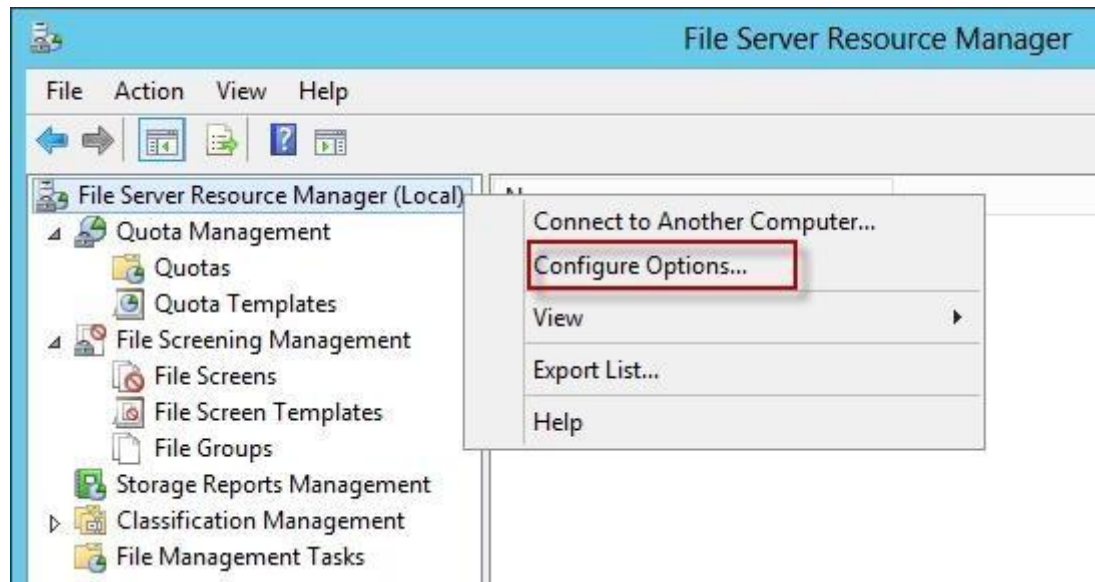 File Server Resource Manager
File Action View Help
File Server Resource Manager (Local)
Quota Management
Quotas
Quota Templates
File Screening Management
File Screens
File Screen Templates
File Groups
Storage Reports Management
Classification Management
File Management Tasks
Connect to Another Computer...
Configure Options...
View
Export List...
Help